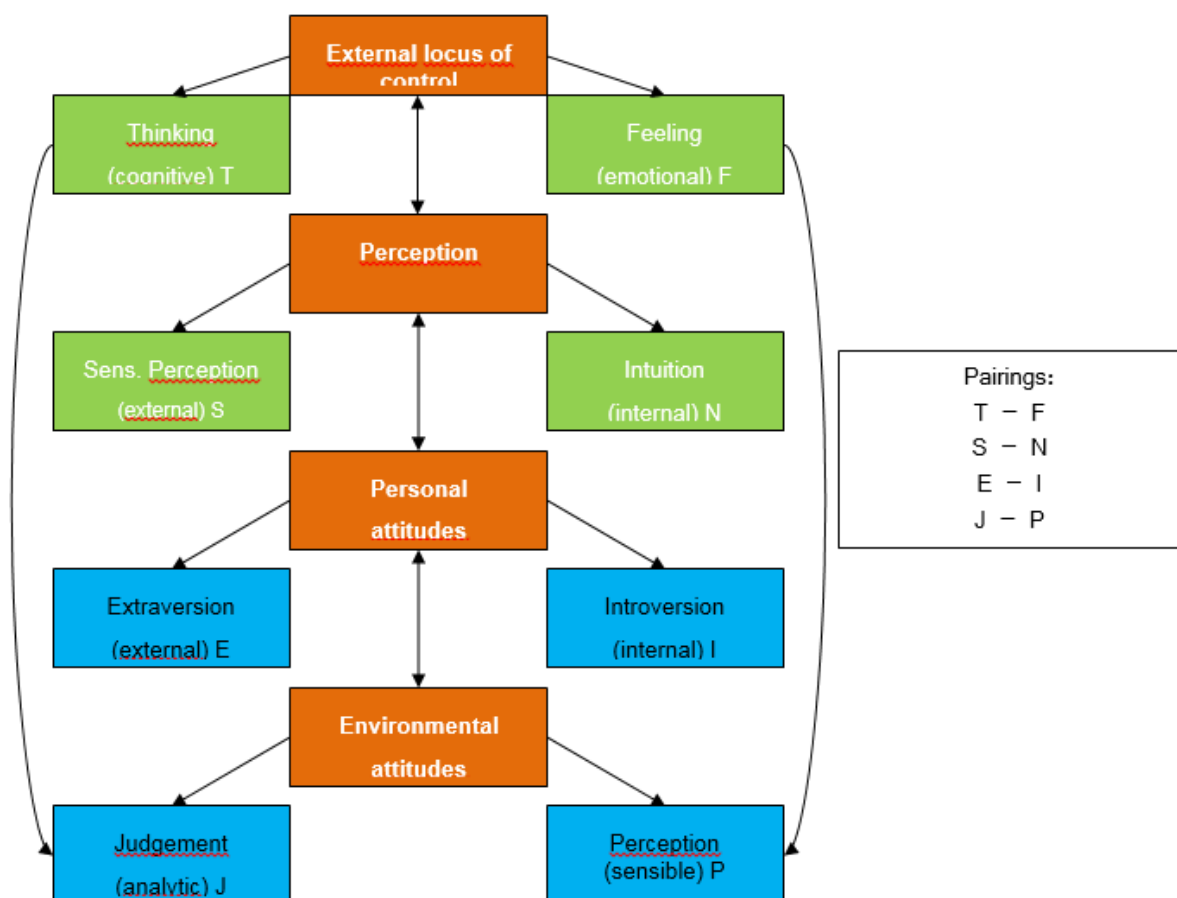 External locus of
control
Thinking
(cognitive) T
Feeling
(emotional) F
Perception
Sens. Perception
(external) S
Intuition
(internal) N
Pairings:
T – F
S – N
E – I
J – P
Personal
attitudes
Extraversion
(external) E
Introversion
(internal) I
Environmental
attitudes
Judgement
(analytic) J
Perception
(sensible) P